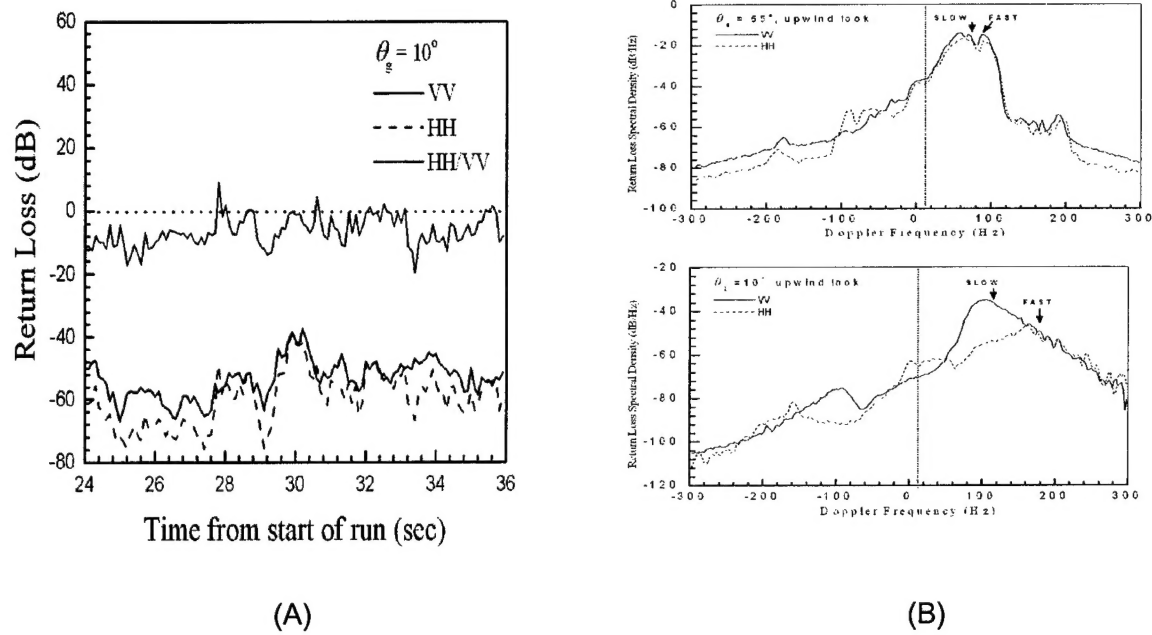 60
40
20
0
-20
-40
-60
-80
Return Loss (dB)
θg = 10°
VV
HH
HH/VV
24 26 28 30 32 34 36
Time from start of run (sec)
(A)
0
-20
-40
-60
-80
-100
Return Loss Spectral Density (dB/Hz)
upwind look
VV
HH
SLOW FAST
-300 -200 -100 0 100 200 300
Doppler Frequency (Hz)
-20
-40
-60
-80
-100
-120
Return Loss Spectral Density (dB/Hz)
= 10° upwind look
VV
HH
SLOW
FAST
-300 -200 -100 0 100 200 300
Doppler Frequency (Hz)
(B)